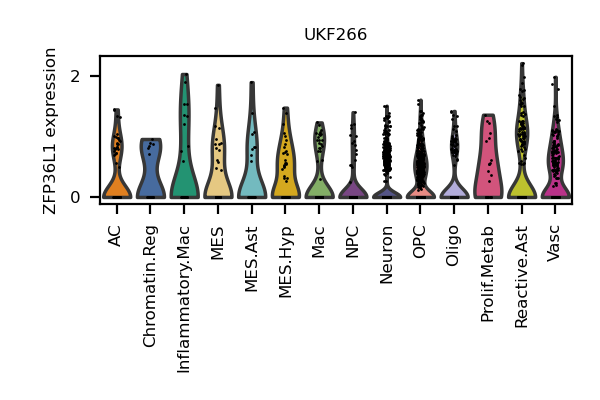 UKF266
ZFP36L1 expression
2
0
AC
Chromatin.Reg
Inflammatory.Mac
MES
MES.Ast
MES.Hyp
Mac
NPC
Neuron
OPC
Oligo
Prolif.Metab
Reactive.Ast
Vasc